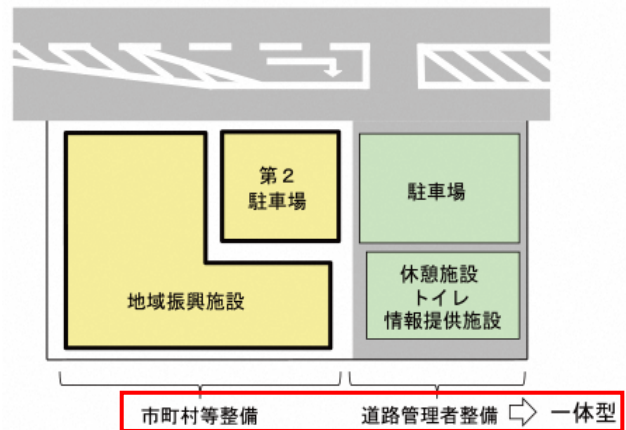 第２
駐車場
駐車場
地域振興施設
休憩施設
トイレ
情報提供施設
市町村等整備 道路管理者整備 ⇨ 一体型